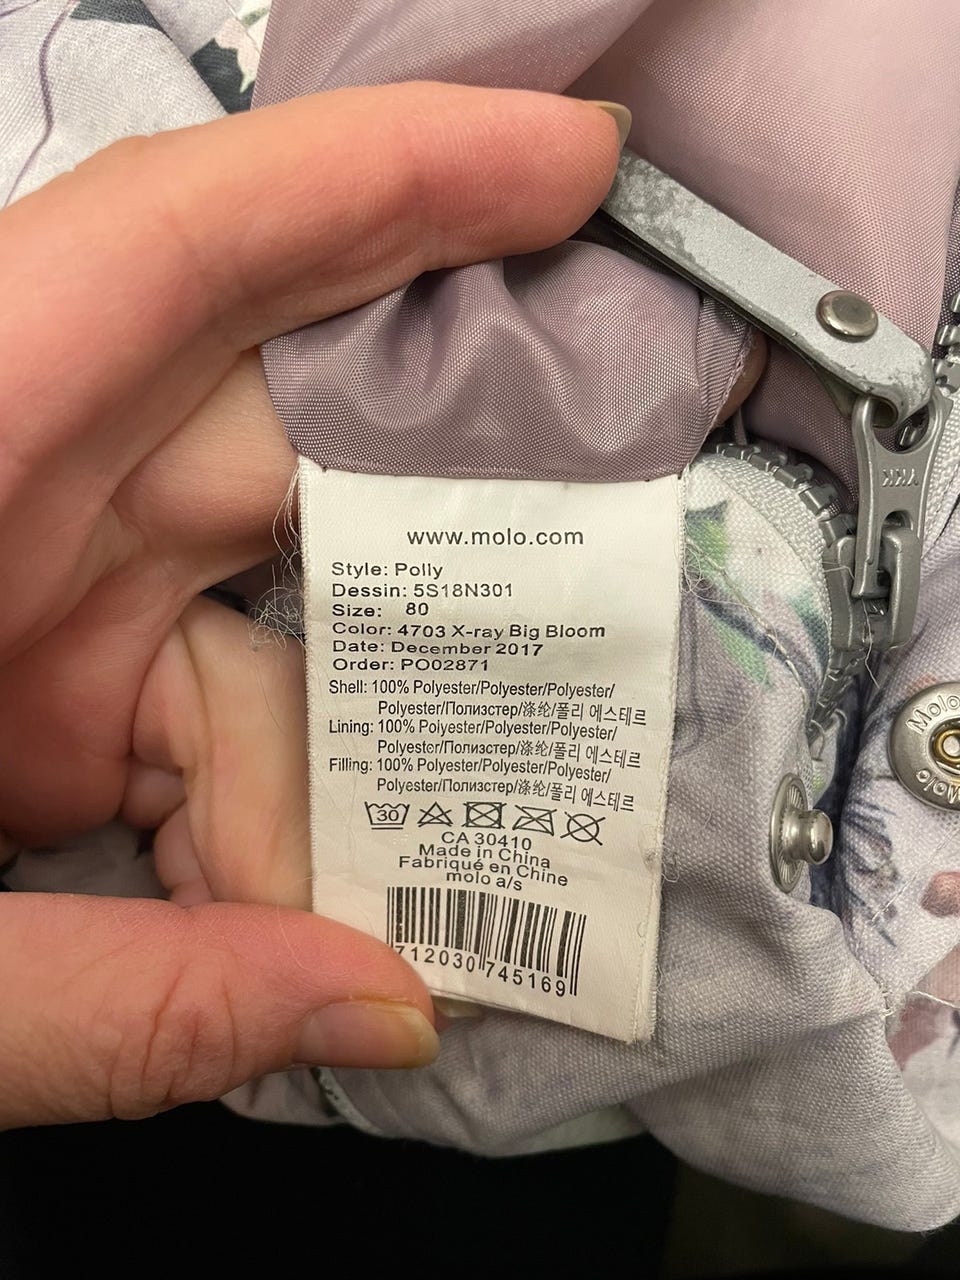 www.molo.com
Style: Polly
Dessin: 5S18N301
Size: 80
Color: 4703 X-ray Big Bloom
Date: December 2017
Order: PO02871
Shell: 100% Polyester/Polyester/Polyester/
Polyester/Полиэстер/涤纶/폴리 에스테르
Lining: 100% Polyester/Polyester/Polyester/
Polyester/Полиэстер/涤纶/폴리 에스테르
Filling: 100% Polyester/Polyester/Polyester/
Polyester/Полиэстер/涤纶/폴리 에스테르
30
CA 30410
Made in China
Fabriqué en Chine
molo a/s
712030 745169
YKK
Molo
Molo